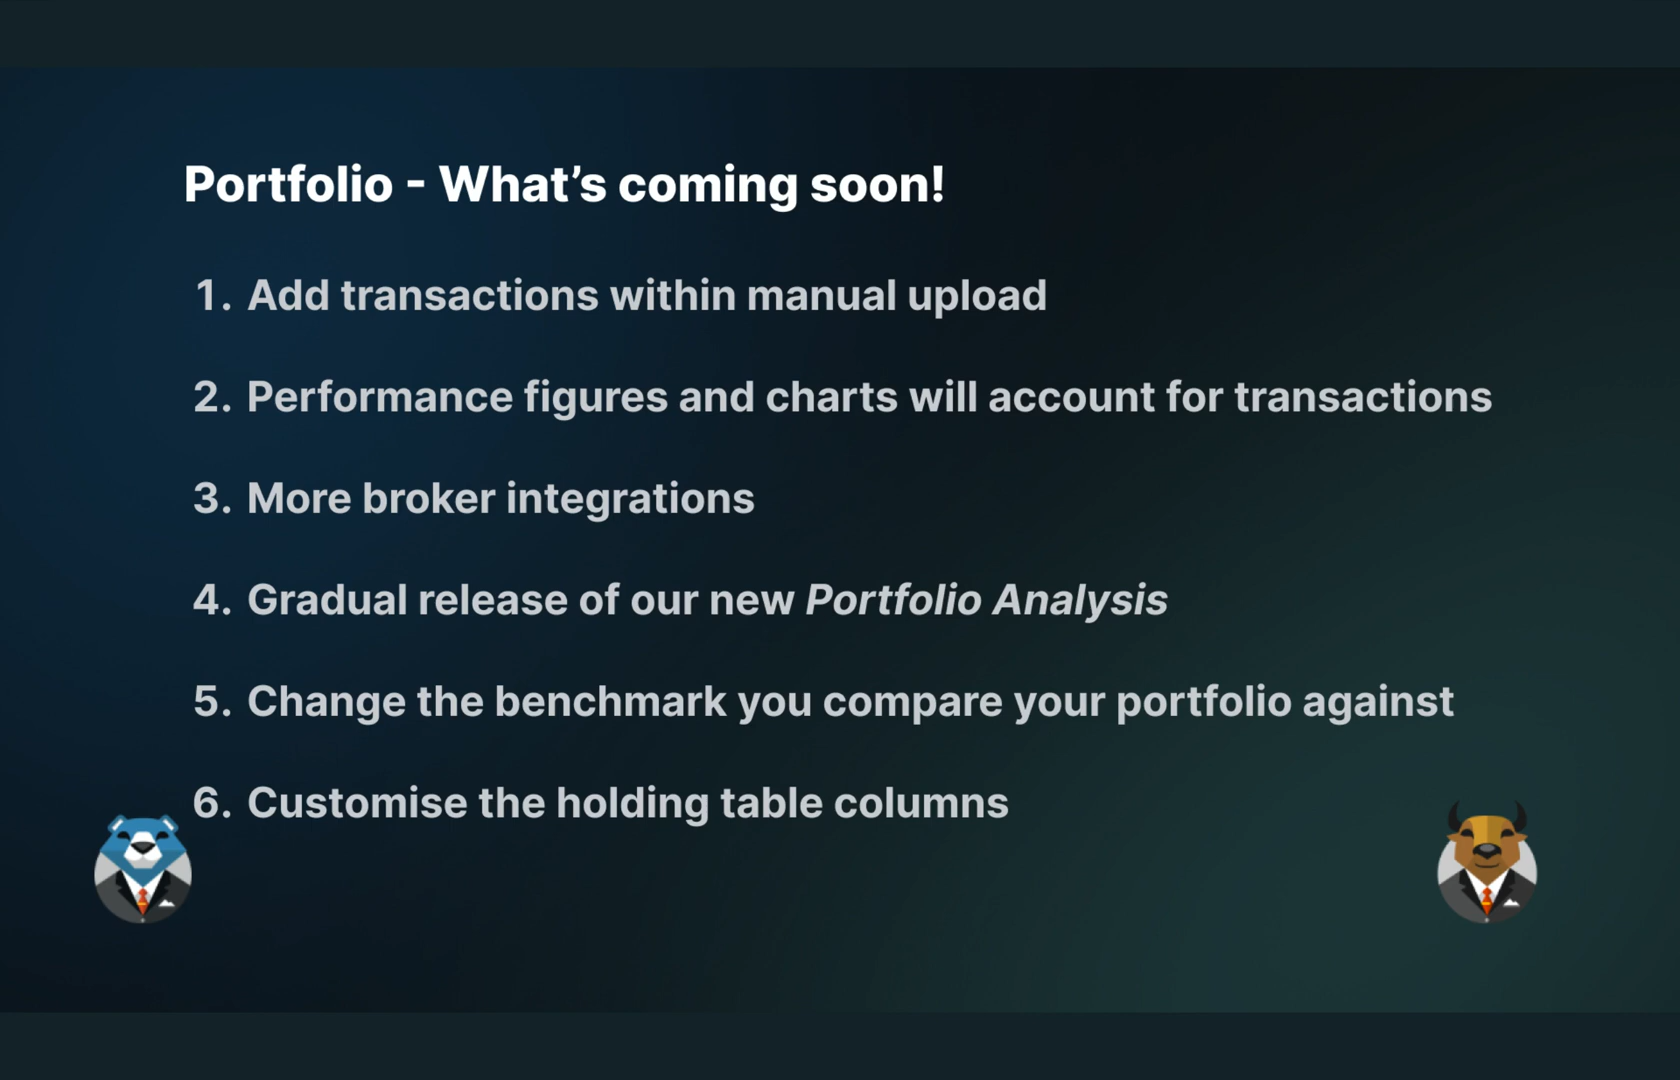 Portfolio - What’s coming soon!
1. Add transactions within manual upload
2. Performance figures and charts will account for transactions
3. More broker integrations
4. Gradual release of our new Portfolio Analysis
5. Change the benchmark you compare your portfolio against
6. Customise the holding table columns